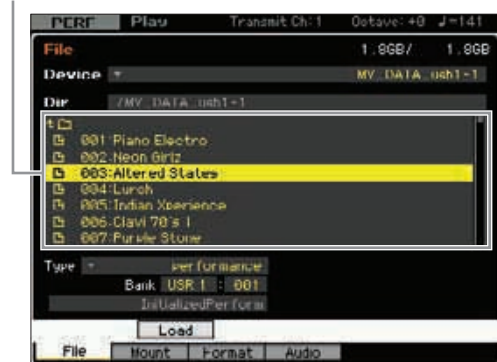 PERF Play Transmit Ch: 1 Octave: +0 ♩=141
File 1.8GB/ 1.8GB
Device MY_DATA_usb1-1
Dir /MY_DATA_usb1-1
001:Piano Electro
002:Neon Girlz
003:Altered States
004:Lurch
005:Indian Xperience
006:Clavi 70's 1
007:Purple Stone
Type performance
Bank USR 1 : 001
InitializedPerform
Load
File Mount Format Audio